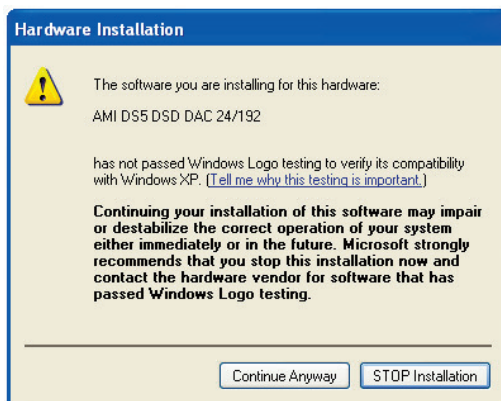 Hardware Installation
The software you are installing for this hardware:
AMI DS5 DSD DAC 24/192
has not passed Windows Logo testing to verify its compatibility
with Windows XP. (Tell me why this testing is important.)
Continuing your installation of this software may impair
or destabilize the correct operation of your system
either immediately or in the future. Microsoft strongly
recommends that you stop this installation now and
contact the hardware vendor for software that has
passed Windows Logo testing.
Continue Anyway
STOP Installation